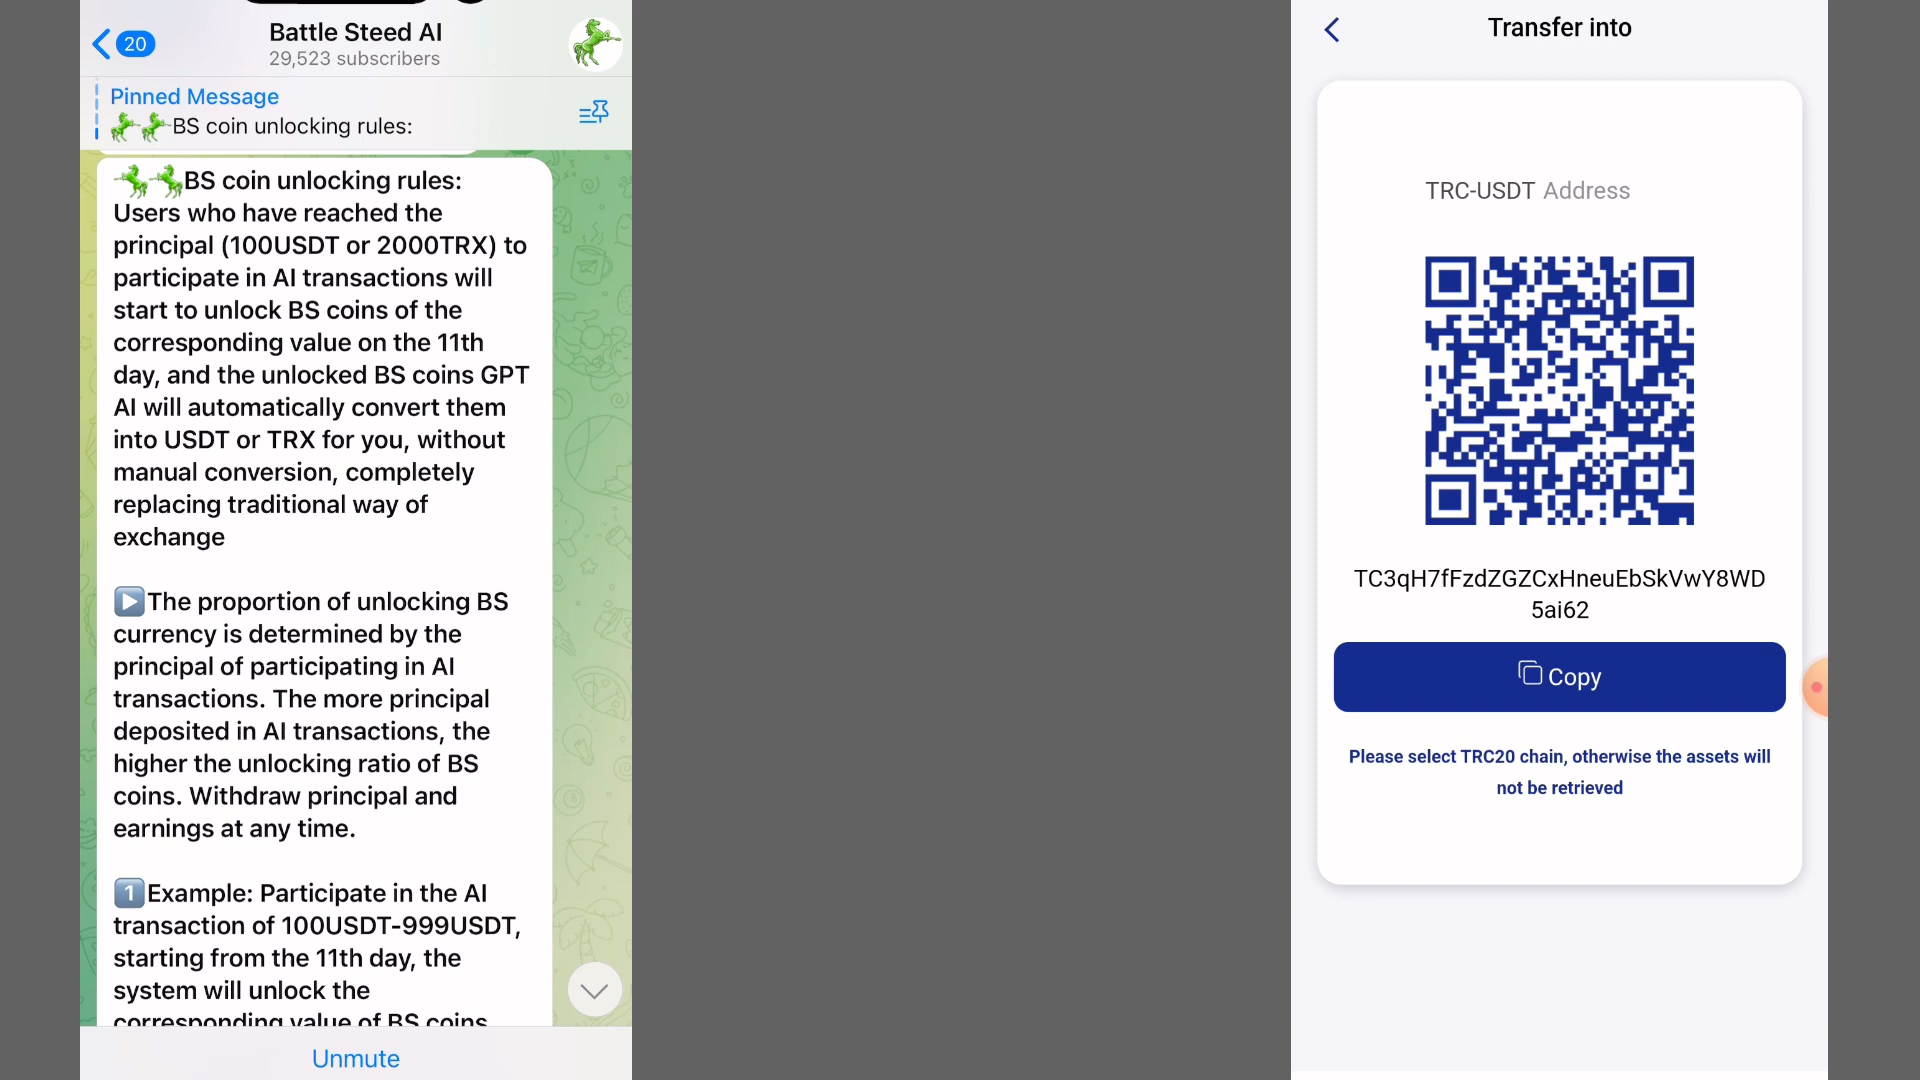 20
Battle Steed AI
29,523 subscribers
Pinned Message
BS coin unlocking rules:
BS coin unlocking rules:
Users who have reached the
principal (100USDT or 2000TRX) to
participate in AI transactions will
start to unlock BS coins of the
corresponding value on the 11th
day, and the unlocked BS coins GPT
AI will automatically convert them
into USDT or TRX for you, without
manual conversion, completely
replacing traditional way of
exchange
The proportion of unlocking BS
currency is determined by the
principal of participating in AI
transactions. The more principal
deposited in AI transactions, the
higher the unlocking ratio of BS
coins. Withdraw principal and
earnings at any time.
1 Example: Participate in the AI
transaction of 100USDT-999USDT,
starting from the 11th day, the
system will unlock the
corresponding value of BS coins
Unmute
Transfer into
TRC-USDT Address
TC3qH7fFzdZGZCxHneuEbSkVwY8WD
5ai62
Copy
Please select TRC20 chain, otherwise the assets will
not be retrieved